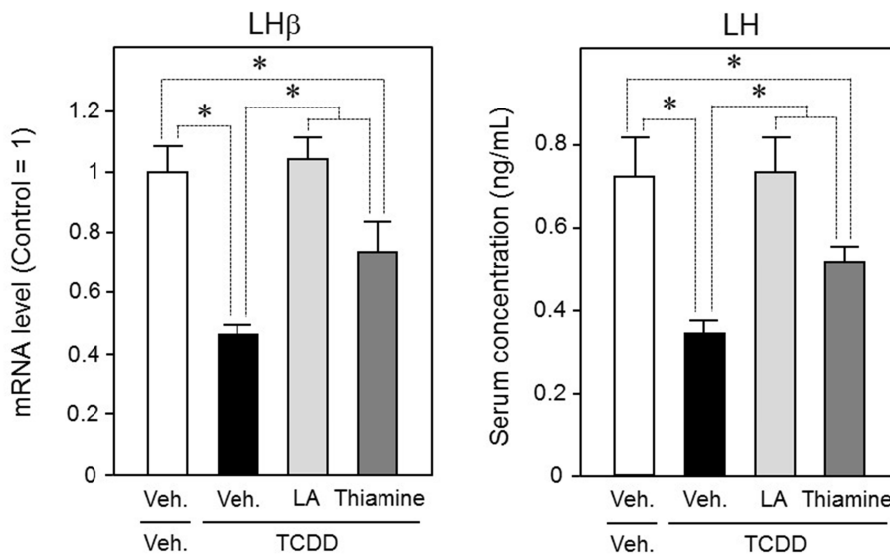 LHβ
mRNA level (Control = 1)
1.2
1
0.8
0.6
0.4
0.2
0
*
*
*
Veh. Veh. LA Thiamine
Veh. TCDD
LH
Serum concentration (ng/mL)
0.8
0.6
0.4
0.2
0
*
*
*
Veh. Veh. LA Thiamine
Veh. TCDD